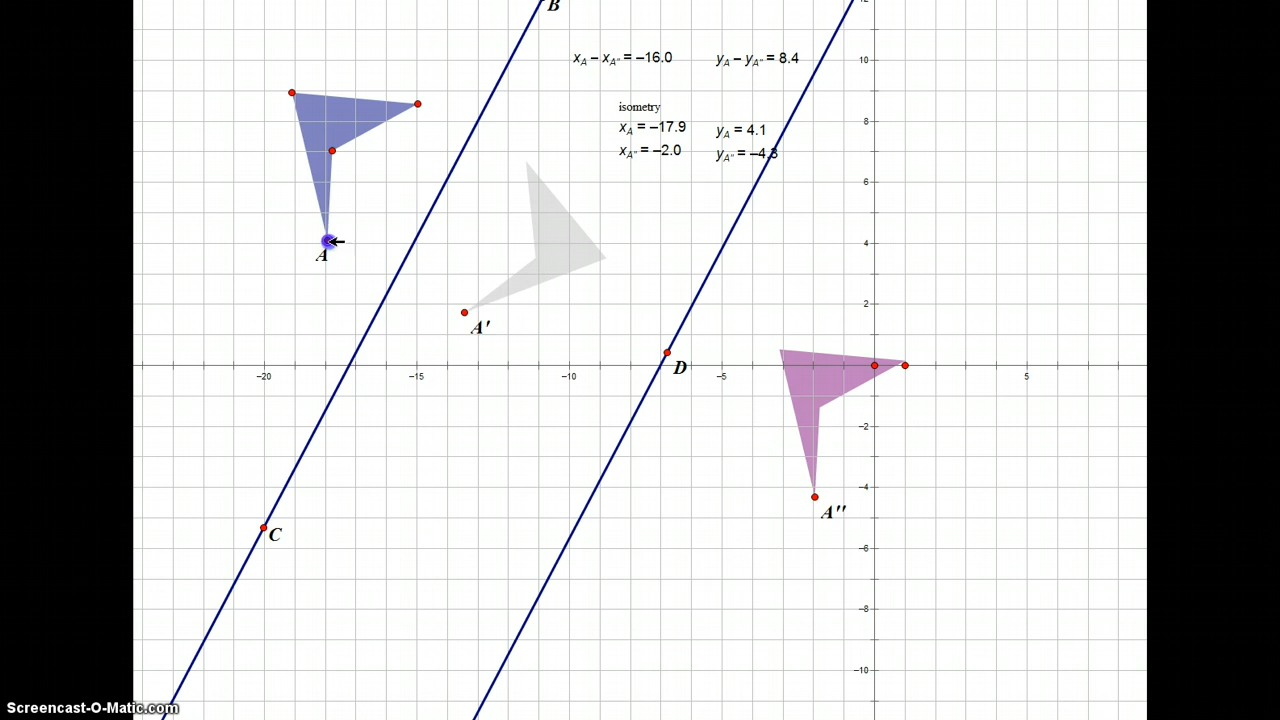 B
12
x_A – x_A" = –16.0
y_A – y_A" = 8.4
10
isometry
x_A = –17.9
y_A = 4.1
8
x_A" = –2.0
y_A" = –4.3
6
4
A
2
A'
D
–20
–15
–10
–5
5
–2
–4
A"
C
–6
–8
–10
Screencast-O-Matic.com